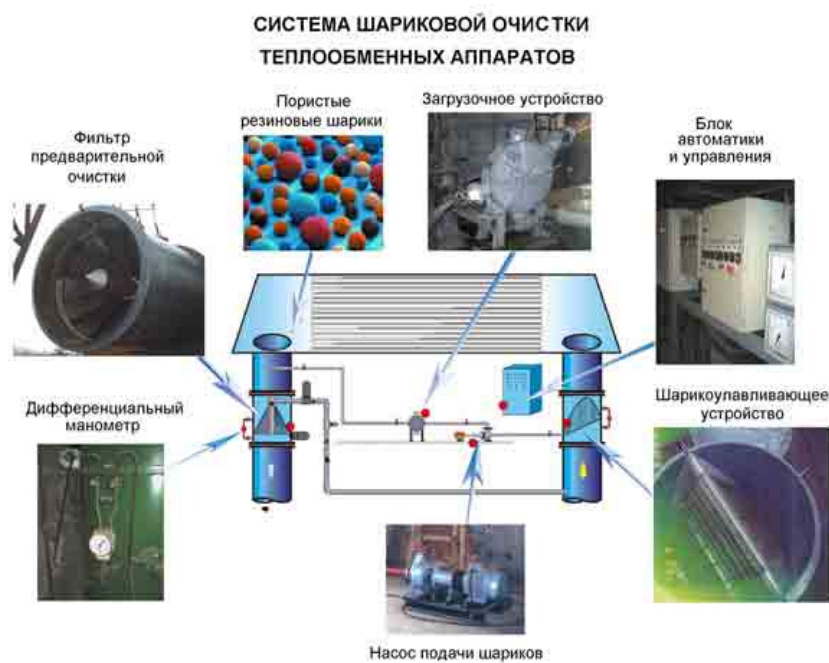 СИСТЕМА ШАРИКОВОЙ ОЧИСТКИ
ТЕПЛООБМЕННЫХ АППАРАТОВ
Пористые
резиновые шарики
Загрузочное устройство
Фильтр
предварительной
очистки
Блок
автоматики
и управления
Дифференциальный
манометр
Шарикоулавливающее
устройство
Насос подачи шариков